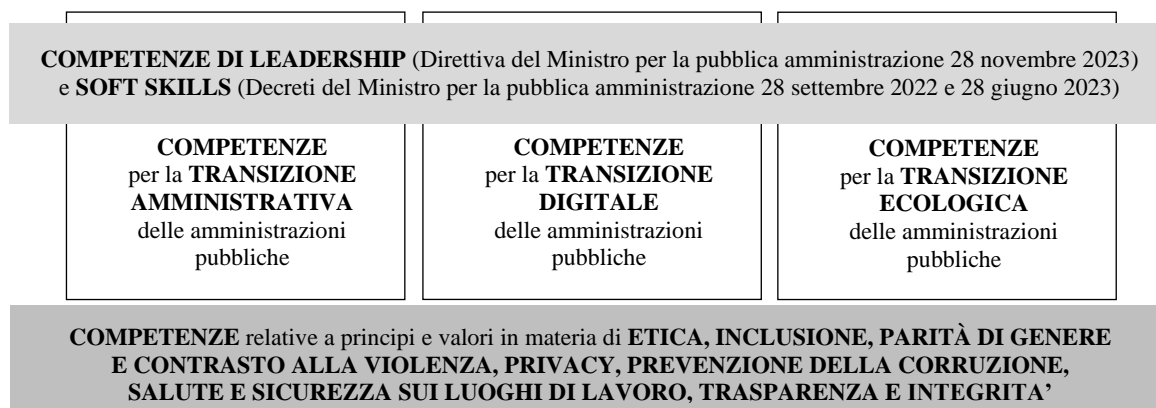 COMPETENZE DI LEADERSHIP (Direttiva del Ministro per la pubblica amministrazione 28 novembre 2023)
e SOFT SKILLS (Decreti del Ministro per la pubblica amministrazione 28 settembre 2022 e 28 giugno 2023)
COMPETENZE
per la TRANSIZIONE
AMMINISTRATIVA
delle amministrazioni
pubbliche
COMPETENZE
per la TRANSIZIONE
DIGITALE
delle amministrazioni
pubbliche
COMPETENZE
per la TRANSIZIONE
ECOLOGICA
delle amministrazioni
pubbliche
COMPETENZE relative a principi e valori in materia di ETICA, INCLUSIONE, PARITÀ DI GENERE
E CONTRASTO ALLA VIOLENZA, PRIVACY, PREVENZIONE DELLA CORRUZIONE,
SALUTE E SICUREZZA SUI LUOGHI DI LAVORO, TRASPARENZA E INTEGRITA’